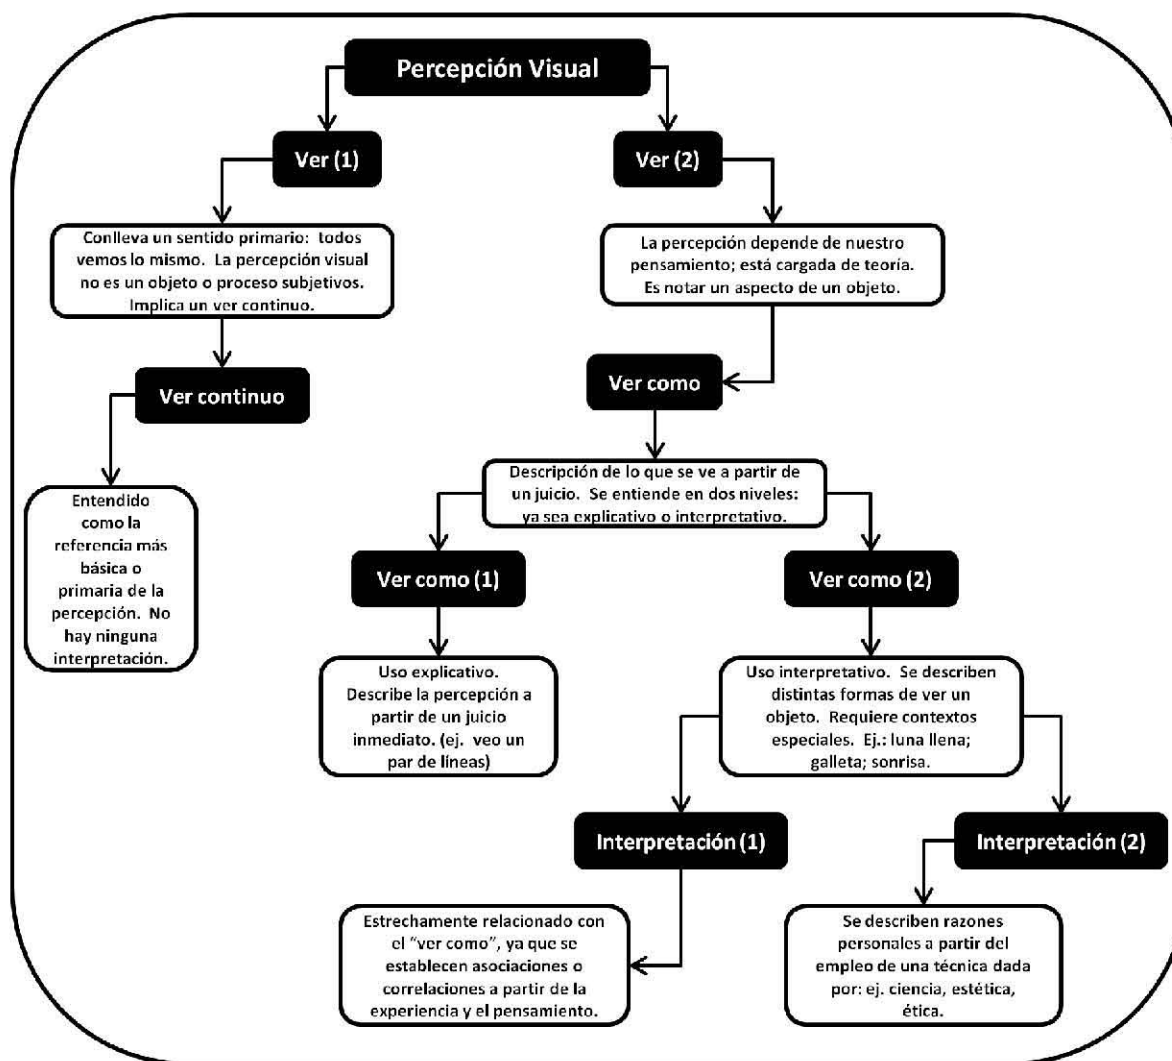 Percepción Visual
Ver (1)
Ver (2)
Conlleva un sentido primario: todos
vemos lo mismo. La percepción visual
no es un objeto o proceso subjetivos.
Implica un ver continuo.
La percepción depende de nuestro
pensamiento; está cargada de teoría.
Es notar un aspecto de un objeto.
Ver continuo
Ver como
Entendido
como la
referencia más
básica o
primaria de la
percepción. No
hay ninguna
interpretación.
Descripción de lo que se ve a partir de
un juicio. Se entiende en dos niveles:
ya sea explicativo o interpretativo.
Ver como (1)
Ver como (2)
Uso explicativo.
Describe la percepción a
partir de un juicio
inmediato. (ej. veo un
par de líneas)
Uso interpretativo. Se describen
distintas formas de ver un
objeto. Requiere contextos
especiales. Ej.: luna llena;
galleta; sonrisa.
Interpretación (1)
Interpretación (2)
Estrechamente relacionado con
el “ver como”, ya que se
establecen asociaciones o
correlaciones a partir de la
experiencia y el pensamiento.
Se describen razones
personales a partir del
empleo de una técnica dada
por: ej. ciencia, estética,
ética.